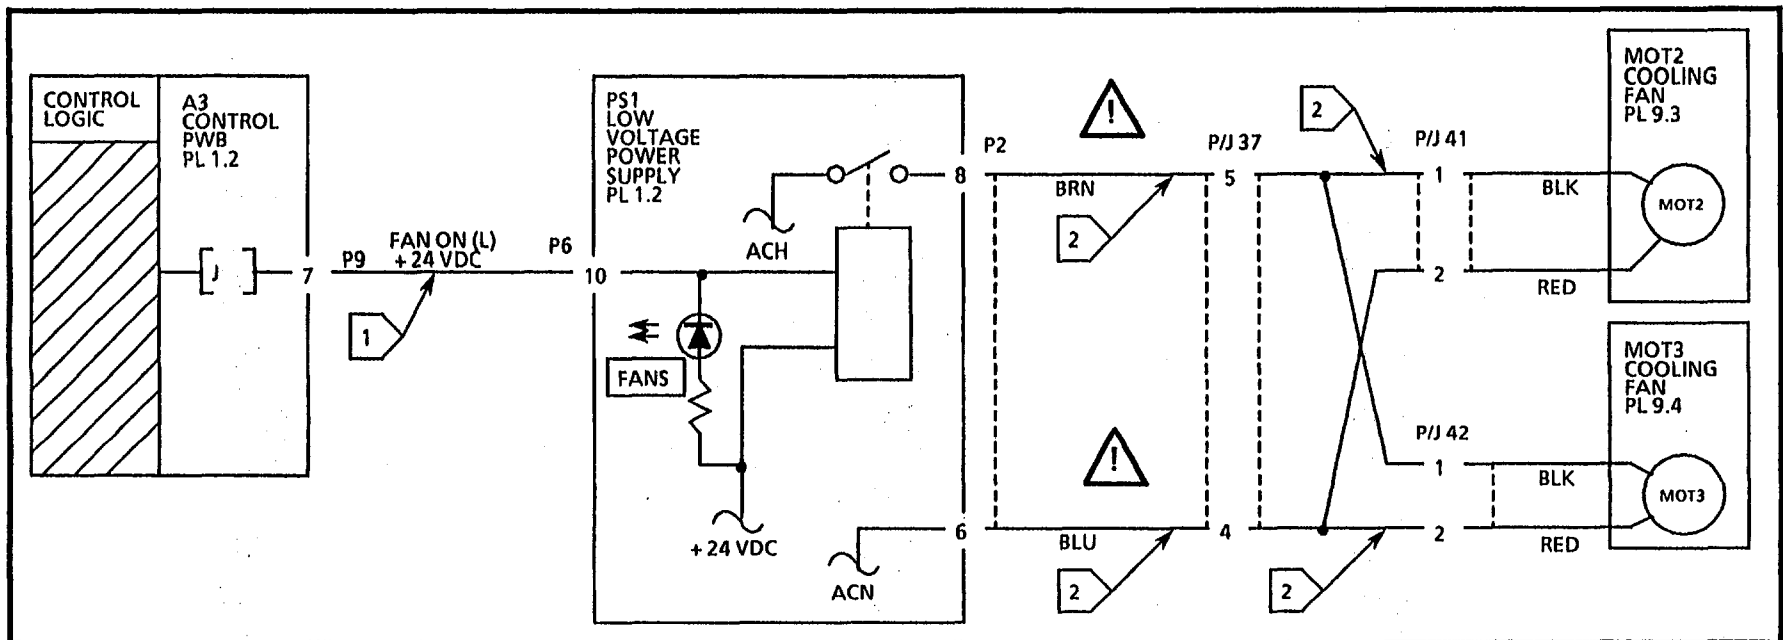 CONTROL
LOGIC
A3
CONTROL
PWB
PL 1.2
J
7
P9
FAN ON (L)
+ 24 VDC
1
P6
10
PS1
LOW
VOLTAGE
POWER
SUPPLY
PL 1.2
ACH
FANS
+ 24 VDC
ACN
8
6
P2
!
BRN
2
!
BLU
2
P/J 37
5
4
2
2
P/J 41
1
2
P/J 42
1
2
BLK
RED
BLK
RED
MOT2
COOLING
FAN
PL 9.3
MOT2
MOT3
COOLING
FAN
PL 9.4
MOT3